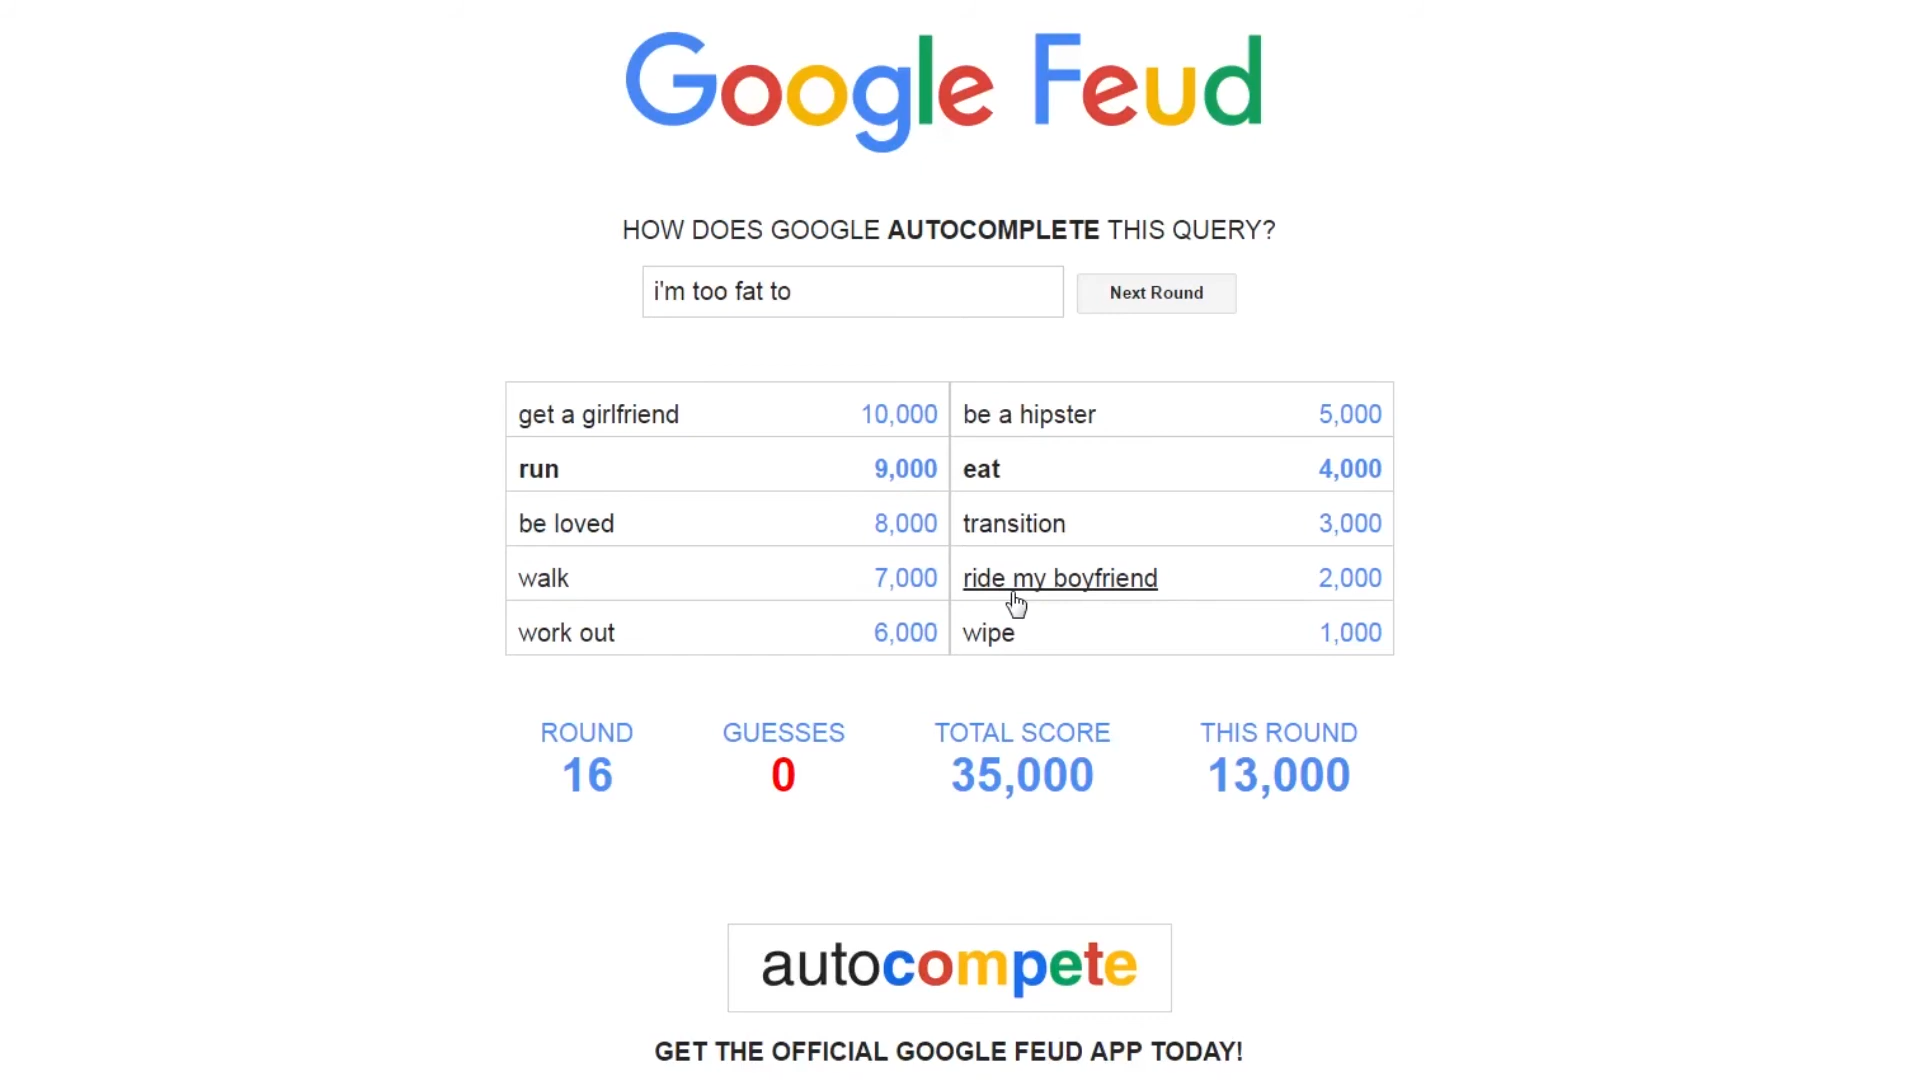 Google Feud
HOW DOES GOOGLE AUTOCOMPLETE THIS QUERY?
i'm too fat to
Next Round
get a girlfriend 10,000 be a hipster 5,000
run 9,000 eat 4,000
be loved 8,000 transition 3,000
walk 7,000 ride my boyfriend 2,000
work out 6,000 wipe 1,000
ROUND GUESSES TOTAL SCORE THIS ROUND
16 0 35,000 13,000
autocompete
GET THE OFFICIAL GOOGLE FEUD APP TODAY!